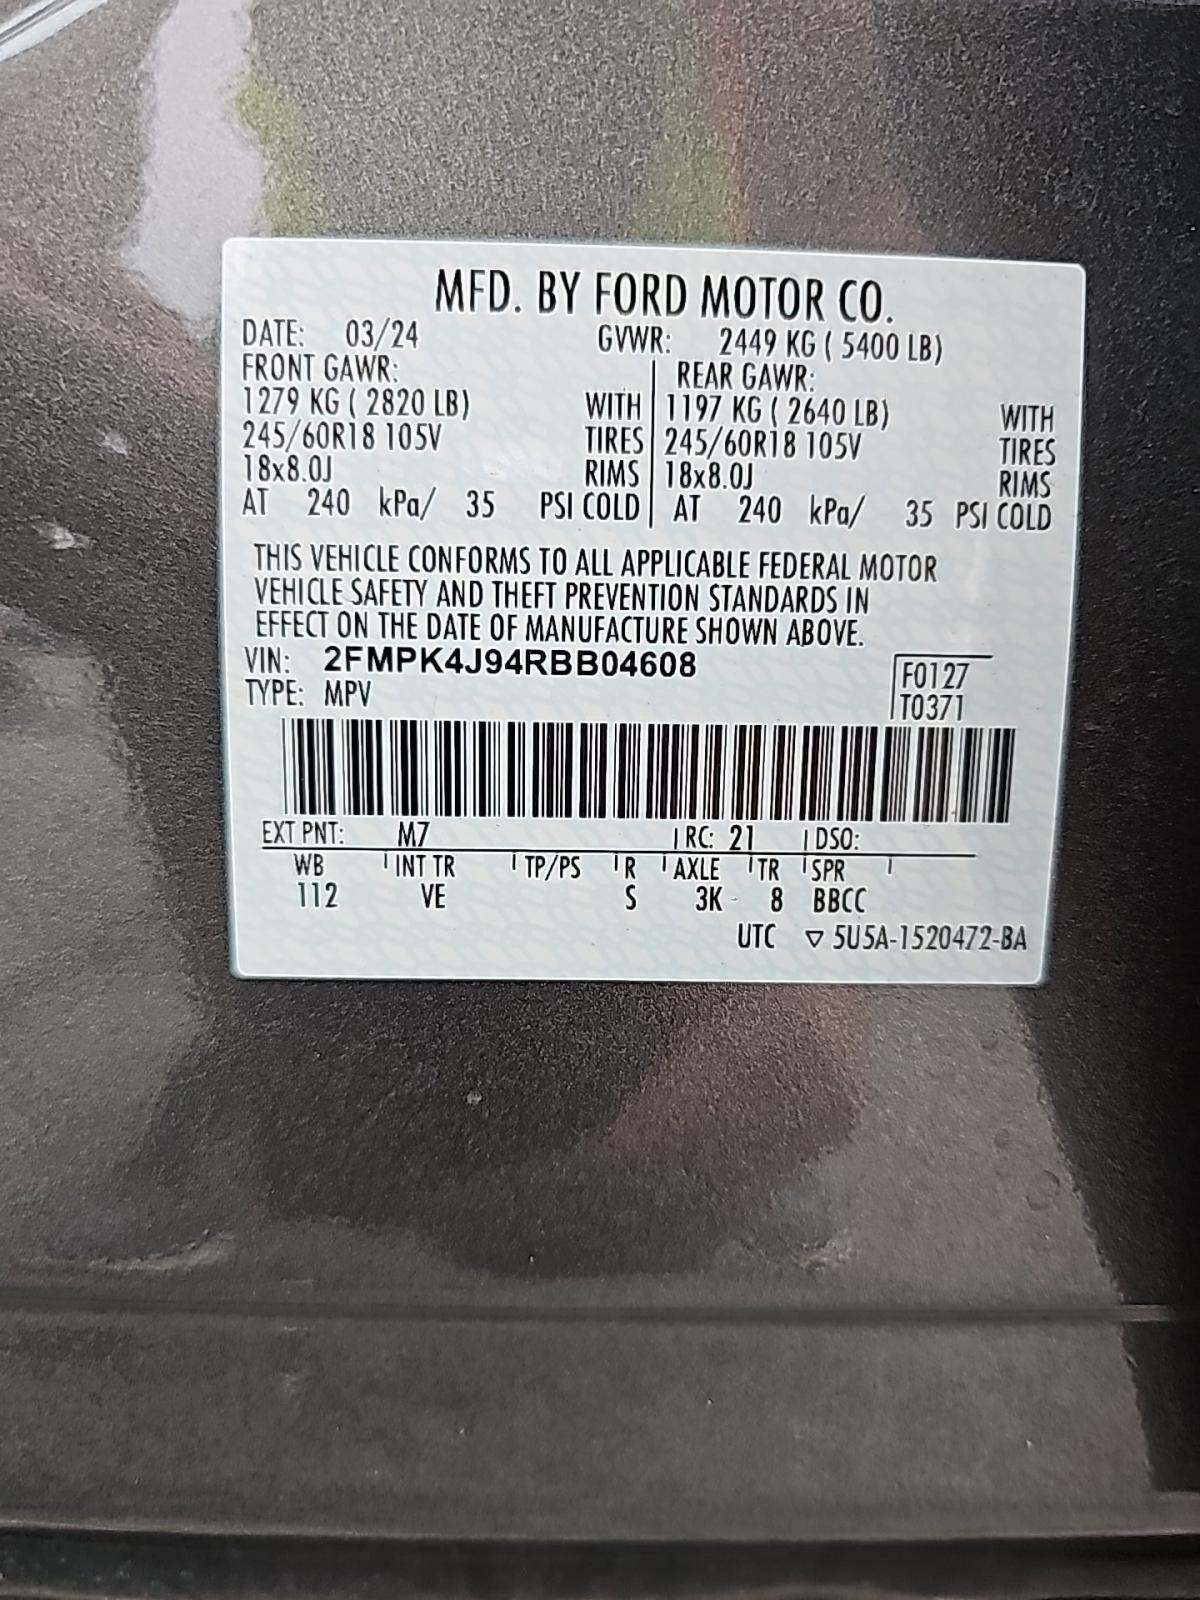 MFD. BY FORD MOTOR CO.
DATE: 03/24 GVWR: 2449 KG ( 5400 LB)
FRONT GAWR: REAR GAWR:
1279 KG ( 2820 LB) WITH 1197 KG ( 2640 LB) WITH
245/60R18 105V TIRES 245/60R18 105V TIRES
18x8.0J RIMS 18x8.0J RIMS
AT 240 kPa/ 35 PSI COLD AT 240 kPa/ 35 PSI COLD
THIS VEHICLE CONFORMS TO ALL APPLICABLE FEDERAL MOTOR
VEHICLE SAFETY AND THEFT PREVENTION STANDARDS IN
EFFECT ON THE DATE OF MANUFACTURE SHOWN ABOVE.
VIN: 2FMPK4J94RBB04608 F0127
TYPE: MPV T0371
EXT PNT: M7 RC: 21 DSO:
WB INT TR TP/PS R AXLE TR SPR
112 VE S 3K 8 BBCC
UTC ▽ 5U5A-1520472-BA